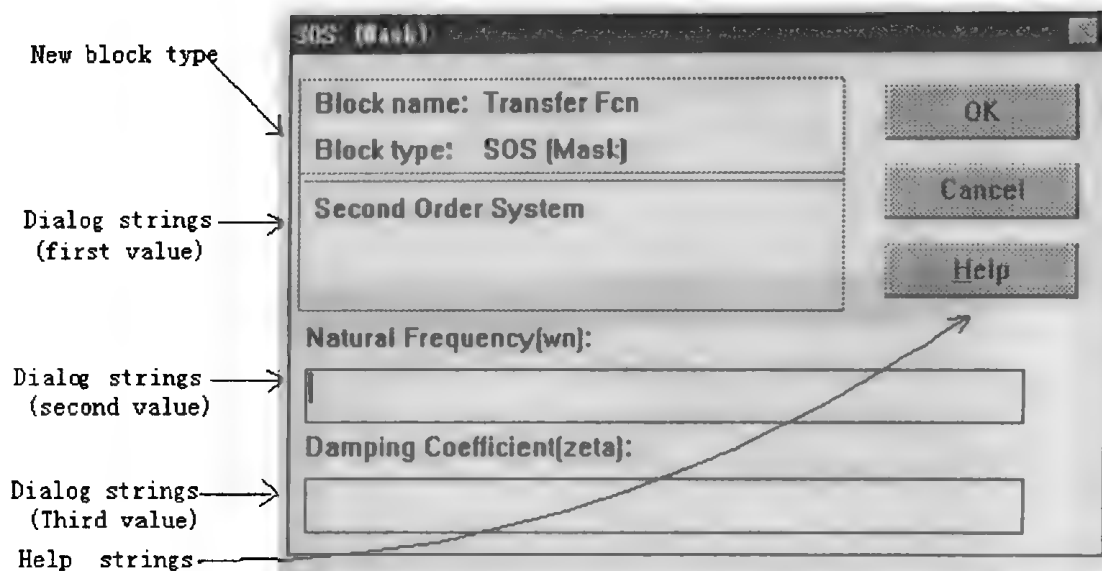 SOS (Mask)
New block type
Block name: Transfer Fcn
Block type: SOS (Mask)
OK
Cancel
Help
Dialog strings
(first value)
Second Order System
Natural Frequency(wn):
Dialog strings
(second value)
Damping Coefficient(zeta):
Dialog strings
(Third value)
Help strings